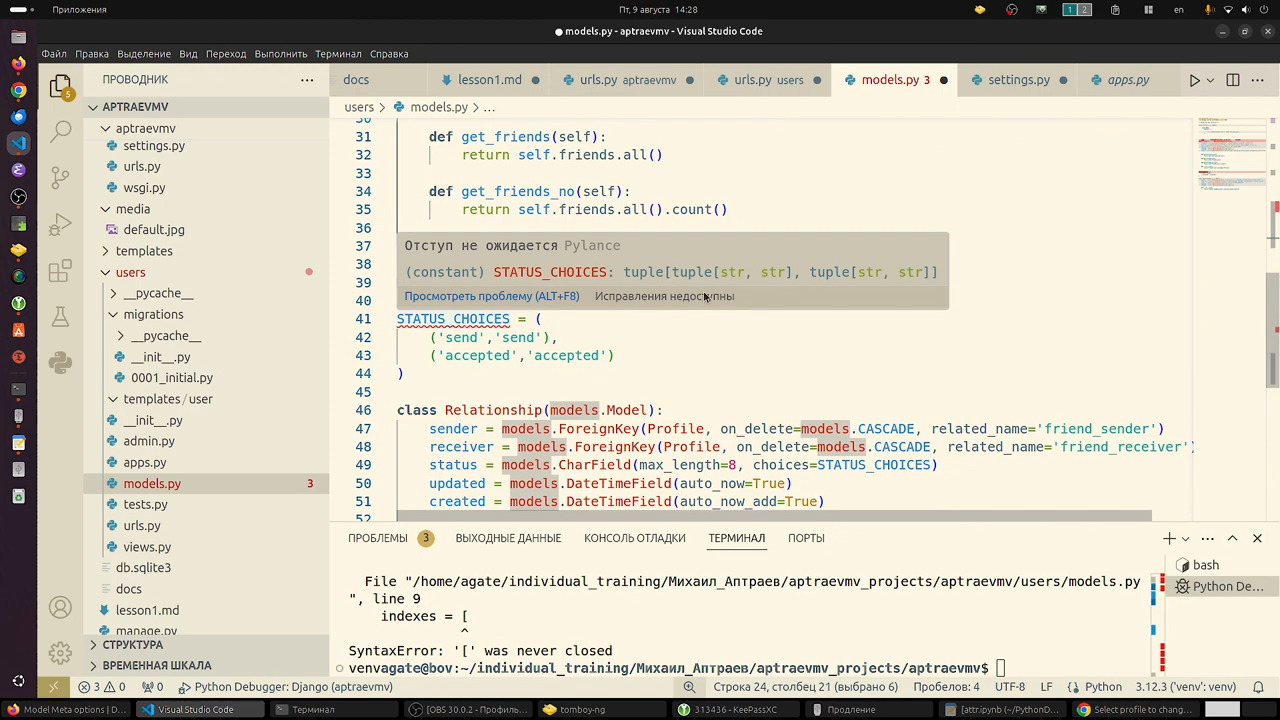 Приложения
Пт, 9 августа 14:28
1 2
en
● models.py - aptraevmv - Visual Studio Code
Файл Правка Выделение Вид Переход Выполнить Терминал Справка
ПРОВОДНИК
docs
lesson1.md
urls.py aptraevmv
urls.py users
models.py 3
settings.py
apps.py
5
APTRAEVMV
users
models.py
...
aptraevmv
settings.py
urls.py
wsgi.py
media
default.jpg
templates
users
__pycache__
migrations
__pycache__
__init__.py
0001_initial.py
templates/user
__init__.py
admin.py
apps.py
models.py 3
tests.py
urls.py
views.py
db.sqlite3
docs
lesson1.md
manage.py
СТРУКТУРА
ВРЕМЕННАЯ ШКАЛА
30
31 def get_friends(self):
32 return self.friends.all()
33
34 def get_friends_no(self):
35 return self.friends.all().count()
36
37
38
39
40
Отступ не ожидается Pylance
(constant) STATUS_CHOICES: tuple[tuple[str, str], tuple[str, str]]
Просмотреть проблему (ALT+F8) Исправления недоступны
41 STATUS_CHOICES = (
42 ('send','send'),
43 ('accepted','accepted')
44 )
45
46 class Relationship(models.Model):
47 sender = models.ForeignKey(Profile, on_delete=models.CASCADE, related_name='friend_sender')
48 receiver = models.ForeignKey(Profile, on_delete=models.CASCADE, related_name='friend_receiver'
49 status = models.CharField(max_length=8, choices=STATUS_CHOICES)
50 updated = models.DateTimeField(auto_now=True)
51 created = models.DateTimeField(auto_now_add=True)
52
ПРОБЛЕМЫ 3 ВЫХОДНЫЕ ДАННЫЕ КОНСОЛЬ ОТЛАДКИ ТЕРМИНАЛ ПОРТЫ
File "/home/agate/individual_training/Михаил_Аптраев/aptraevmv_projects/aptraevmv/users/models.py
", line 9
indexes = [
^
SyntaxError: '[' was never closed
venvagate@bov:~/individual_training/Михаил_Аптраев/aptraevmv_projects/aptraevmv$
bash
Python De...
3 0
0
Python Debugger: Django (aptraevmv)
Строка 24, столбец 21 (выбрано 6)
Пробелов: 4
UTF-8
LF
Python
3.12.3 ('venv': venv)
Model Meta options | D...
Visual Studio Code
Терминал
[OBS 30.0.2 - Профиль...
tomboy-ng
313436 - KeePassXC
Продление
[attr.ipynb (~/PythonD...
Select profile to chang...